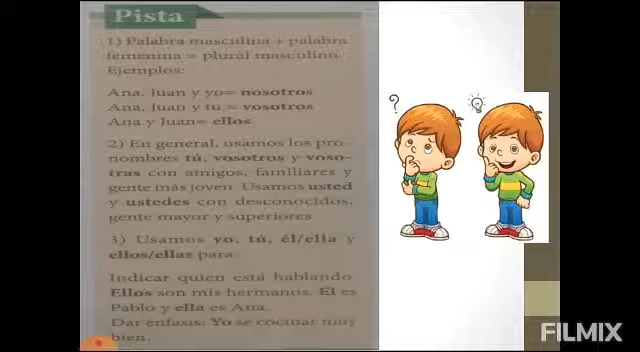 Pista
1) Palabra masculina + palabra
femenina = plural masculino
Ejemplos:
Ana, Juan y yo= nosotros
Ana, Juan y tu = vosotros
Ana y Juan= ellos
2) En general, usamos los pro-
nombres tú, vosotros y voso-
tras con amigos, familiares y
gente más joven Usamos usted
y ustedes con desconocidos,
gente mayor y superiores
3) Usamos yo, tú, él/ella y
ellos/ellas para:
Indicar quien está hablando
Ellos son mis hermanos. Él es
Pablo y ella es Ana.
Dar énfasis: Yo se cocinar muy
bien.
?
FILMIX